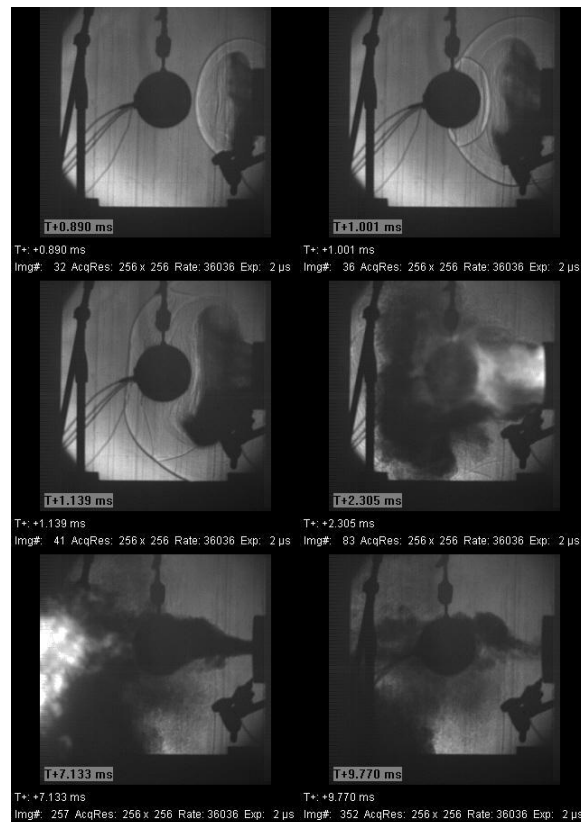 T+0.890 ms
T+1.001 ms
T+: +0.890 ms
T+: +1.001 ms
Img#: 32 AcqRes: 256 x 256 Rate: 36036 Exp: 2 µs
Img#: 36 AcqRes: 256 x 256 Rate: 36036 Exp: 2 µs
T+1.139 ms
T+2.305 ms
T+: +1.139 ms
T+: +2.305 ms
Img#: 41 AcqRes: 256 x 256 Rate: 36036 Exp: 2 µs
Img#: 83 AcqRes: 256 x 256 Rate: 36036 Exp: 2 µs
T+7.133 ms
T+9.770 ms
T+: +7.133 ms
T+: +9.770 ms
Img#: 257 AcqRes: 256 x 256 Rate: 36036 Exp: 2 µs
Img#: 352 AcqRes: 256 x 256 Rate: 36036 Exp: 2 µs